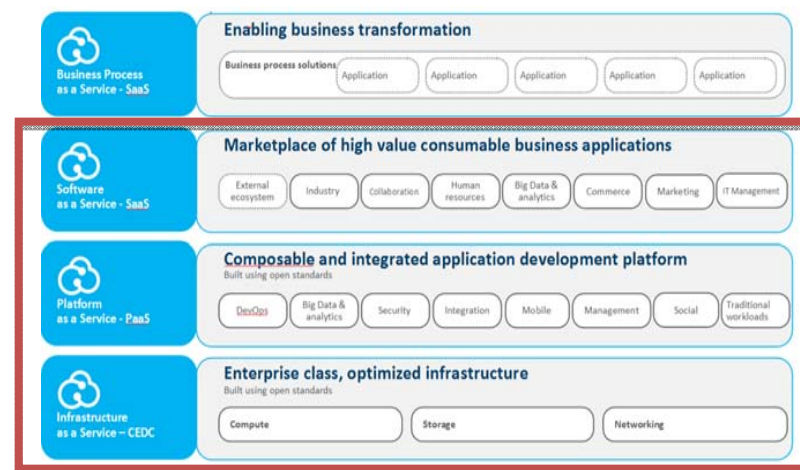 Enabling business transformation
Business Process
as a Service - SaaS
Business process solutions
Application
Application
Application
Application
Application
Marketplace of high value consumable business applications
Software
as a Service - SaaS
External
ecosystem
Industry
Collaboration
Human
resources
Big Data &
analytics
Commerce
Marketing
IT Management
Composable and integrated application development platform
Built using open standards
Platform
as a Service - PaaS
DevOps
Big Data &
analytics
Security
Integration
Mobile
Management
Social
Traditional
workloads
Enterprise class, optimized infrastructure
Built using open standards
Infrastructure
as a Service – CEDC
Compute
Storage
Networking